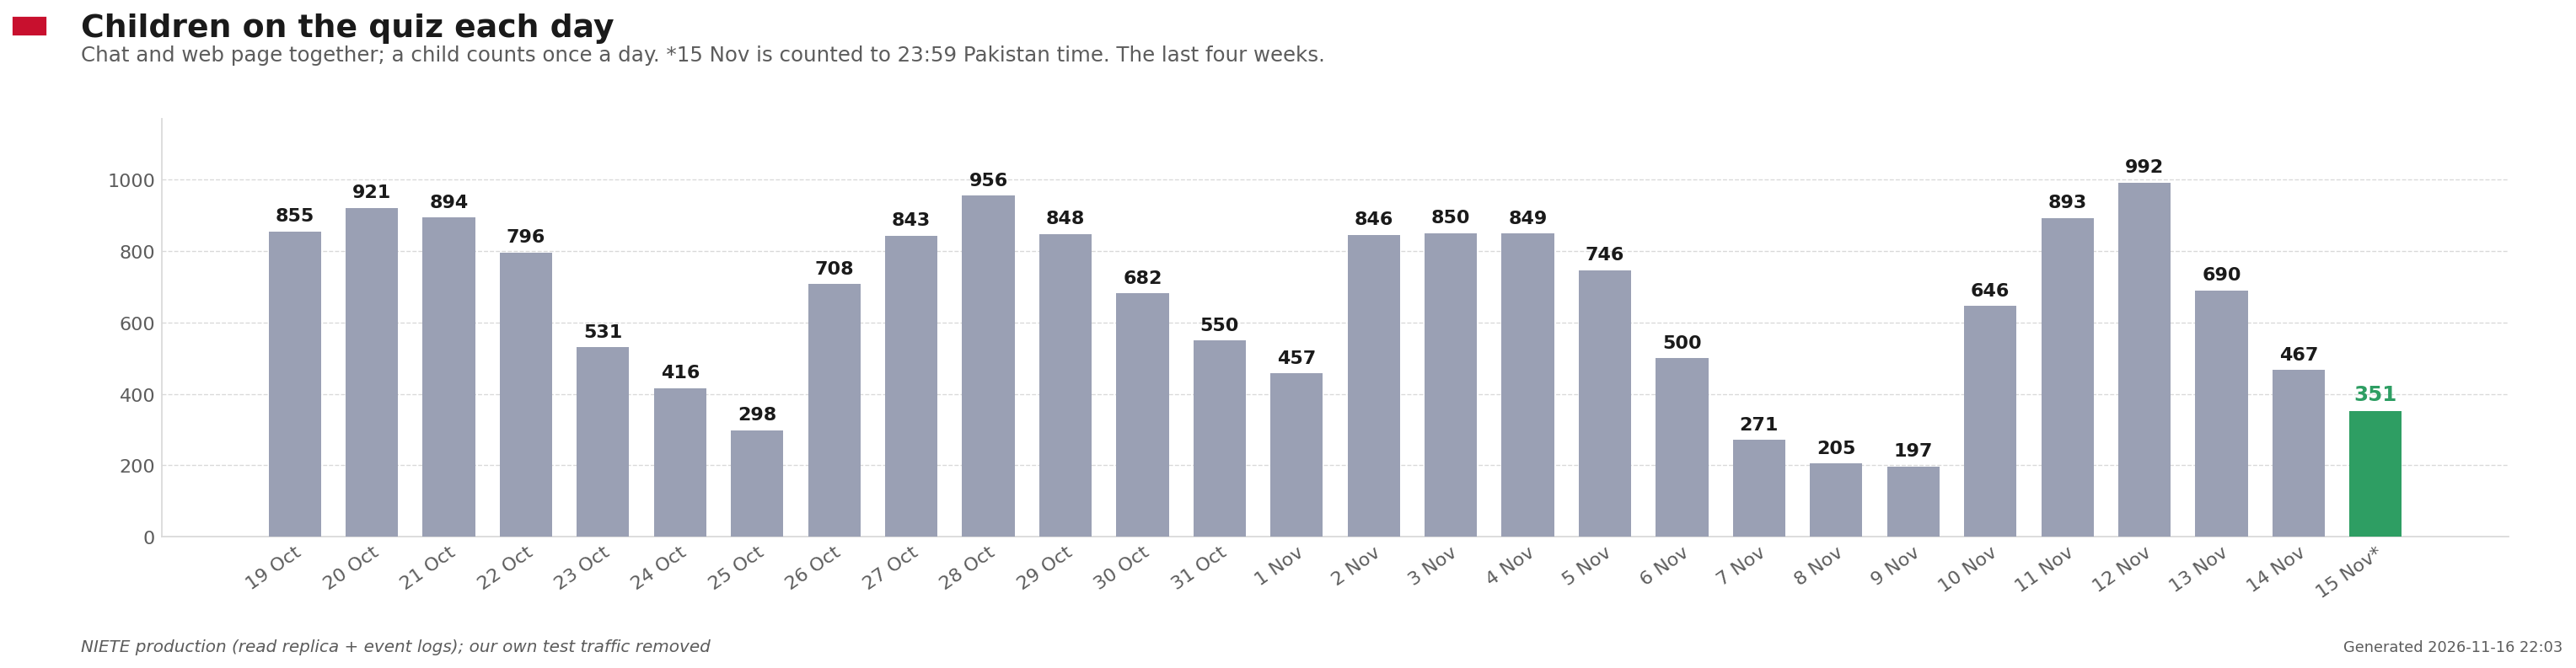 Children on the quiz each day
Chat and web page together; a child counts once a day. *15 Nov is counted to 23:59 Pakistan time. The last four weeks.
1000
800
600
400
200
0
855
921
894
796
531
416
298
708
843
956
848
682
550
457
846
850
849
746
500
271
205
197
646
893
992
690
467
351
19 Oct
20 Oct
21 Oct
22 Oct
23 Oct
24 Oct
25 Oct
26 Oct
27 Oct
28 Oct
29 Oct
30 Oct
31 Oct
1 Nov
2 Nov
3 Nov
4 Nov
5 Nov
6 Nov
7 Nov
8 Nov
9 Nov
10 Nov
11 Nov
12 Nov
13 Nov
14 Nov
15 Nov*
NIETE production (read replica + event logs); our own test traffic removed
Generated 2026-11-16 22:03